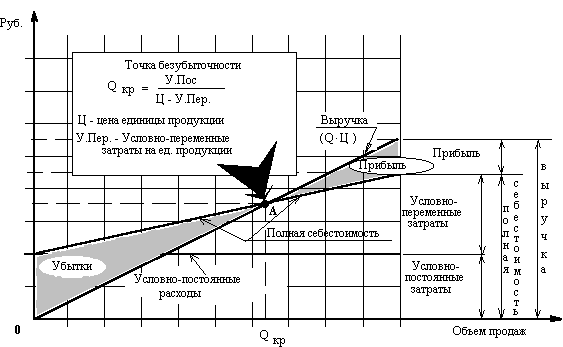 Руб.
Точка безубыточности
Q кр = У.Пос
Ц - У.Пер.
Ц - цена единицы продукции
У.Пер. - Условно-переменные
затраты на ед. продукции
Выручка
(Q·Ц)
Прибыль
Прибыль
А
Полная себестоимость
Убытки
Условно-постоянные
расходы
Условно-
переменные
затраты
Условно-
постоянные
затраты
полная
себестоимость
выручка
0
Q кр
Объем продаж